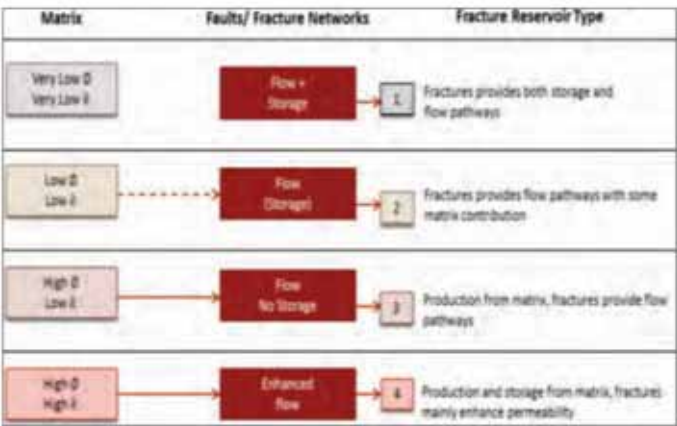 Matrix
Faults/ Fracture Networks
Fracture Reservoir Type
Very Low Ø
Very Low
Flow +
Storage
1
Fractures provides both storage and
flow pathways
Low Ø
Low
Flow
(Storage)
2
Fractures provides flow pathways with some
matrix contribution
High Ø
Low
Flow
No Storage
3
Production from matrix, fractures provide flow
pathways
High Ø
High
Enhanced
flow
4
Production and storage from matrix, fractures
mainly enhance permeability